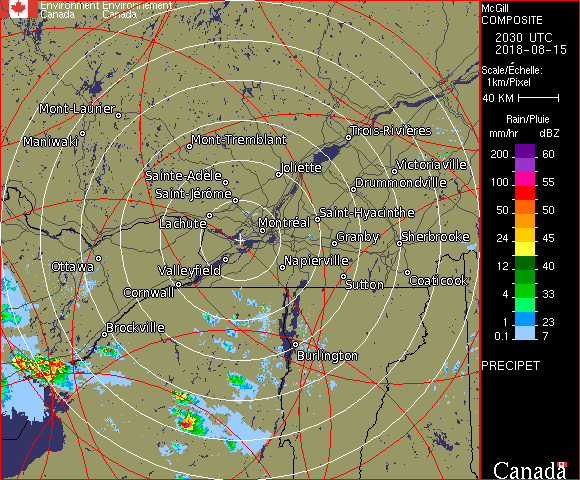 Environment Environnement
Canada Canada
McGill
COMPOSITE
2030 UTC
2018-08-15
Scale/Échelle:
1km/Pixel
40 KM
Rain/Pluie
mm/hr dBZ
200 60
100 55
50 50
24 45
12 40
4 33
1 23
0.1 7
PRECIPET
Canada
Mont-Laurier
Maniwaki
Mont-Tremblant
Trois-Rivières
Joliette
Victoriaville
Sainte-Adèle
Drummondville
Saint-Jérôme
Lachute
Saint-Hyacinthe
Montréal
Granby
Sherbrooke
Ottawa
Valleyfield
Napierville
Cornwall
Sutton
Coaticook
Brockville
Burlington